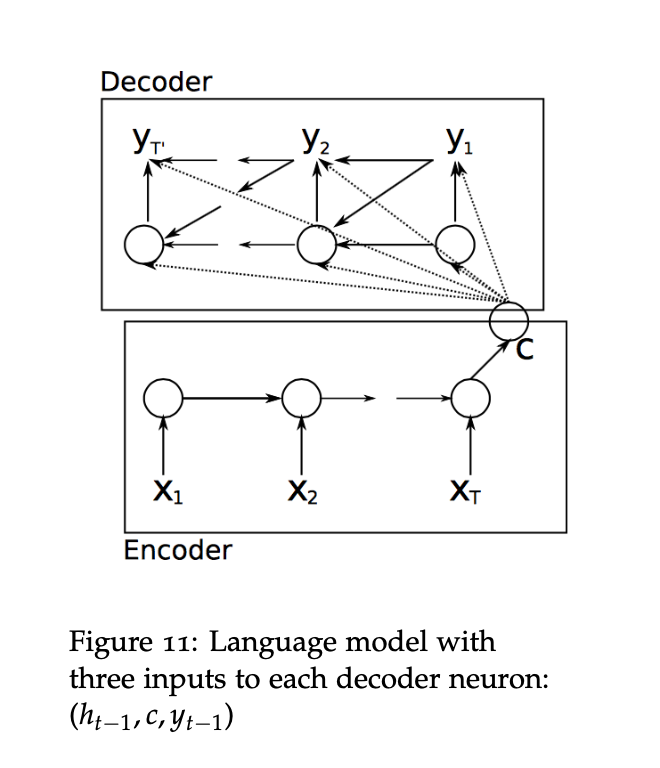 Decoder
y_T' y_2 y_1
c
x_1 x_2 x_T
Encoder
Figure 11: Language model with
three inputs to each decoder neuron:
(h_{t−1}, c, y_{t−1})